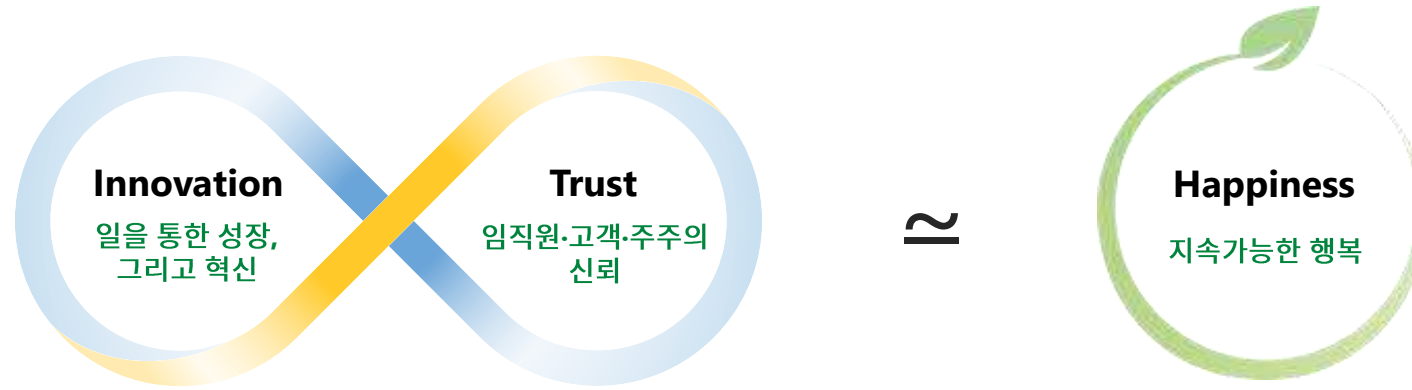 Innovation
일을 통한 성장,
그리고 혁신
Trust
임직원·고객·주주의
신뢰
≃
Happiness
지속가능한 행복